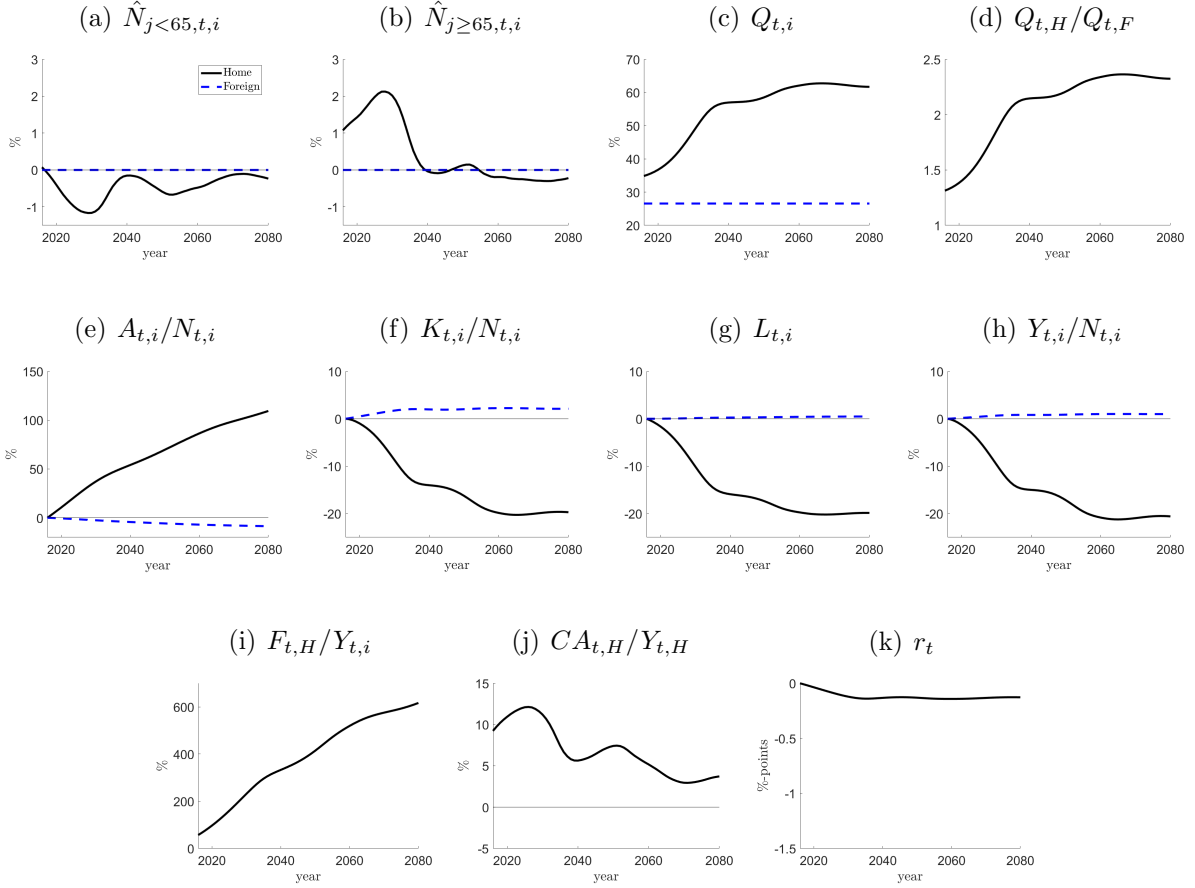 (a) N̂_{j<65,t,i}
(b) N̂_{j≥65,t,i}
(c) Q_{t,i}
(d) Q_{t,H}/Q_{t,F}
3
2
1
0
-1
%
Home
Foreign
2020 2040 2060 2080
year
3
2
1
0
-1
%
2020 2040 2060 2080
year
70
60
50
40
30
20
%
2020 2040 2060 2080
year
2.5
2
1.5
1
2020 2040 2060 2080
year
(e) A_{t,i}/N_{t,i}
(f) K_{t,i}/N_{t,i}
(g) L_{t,i}
(h) Y_{t,i}/N_{t,i}
150
100
50
0
%
2020 2040 2060 2080
year
10
0
-10
-20
%
2020 2040 2060 2080
year
10
0
-10
-20
%
2020 2040 2060 2080
year
10
0
-10
-20
%
2020 2040 2060 2080
year
(i) F_{t,H}/Y_{t,i}
(j) CA_{t,H}/Y_{t,H}
(k) r_t
600
400
200
0
%
2020 2040 2060 2080
year
15
10
5
0
-5
%
2020 2040 2060 2080
year
0
-0.5
-1
-1.5
%-points
2020 2040 2060 2080
year